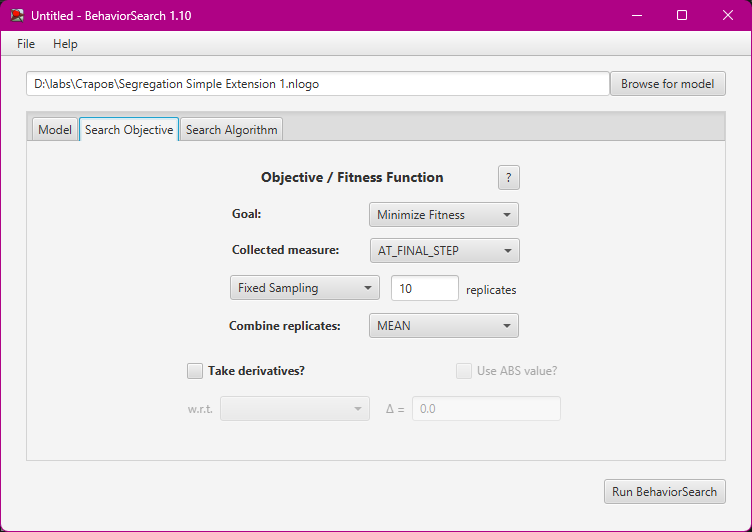 Untitled - BehaviorSearch 1.10
File Help
D:\labs\Старов\Segregation Simple Extension 1.nlogo Browse for model
Model Search Objective Search Algorithm
Objective / Fitness Function ?
Goal: Minimize Fitness
Collected measure: AT_FINAL_STEP
Fixed Sampling 10 replicates
Combine replicates: MEAN
Take derivatives? Use ABS value?
w.r.t. Δ = 0.0
Run BehaviorSearch